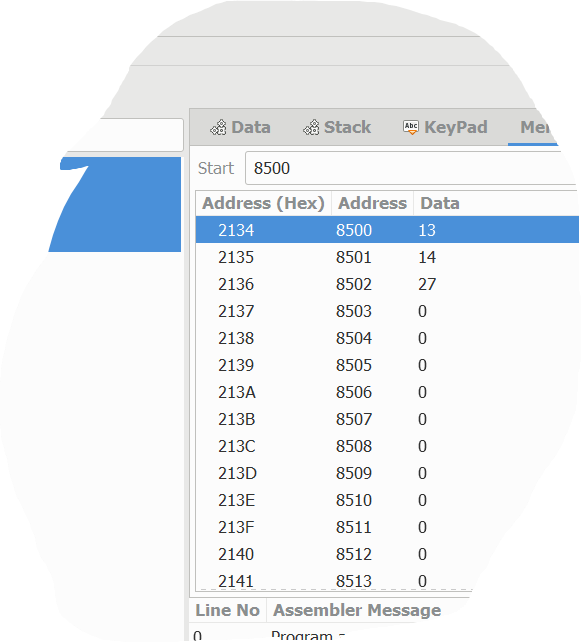 Data Stack KeyPad
Start 8500
Address (Hex) Address Data
2134 8500 13
2135 8501 14
2136 8502 27
2137 8503 0
2138 8504 0
2139 8505 0
213A 8506 0
213B 8507 0
213C 8508 0
213D 8509 0
213E 8510 0
213F 8511 0
2140 8512 0
2141 8513 0
Line No Assembler Message
0 Program